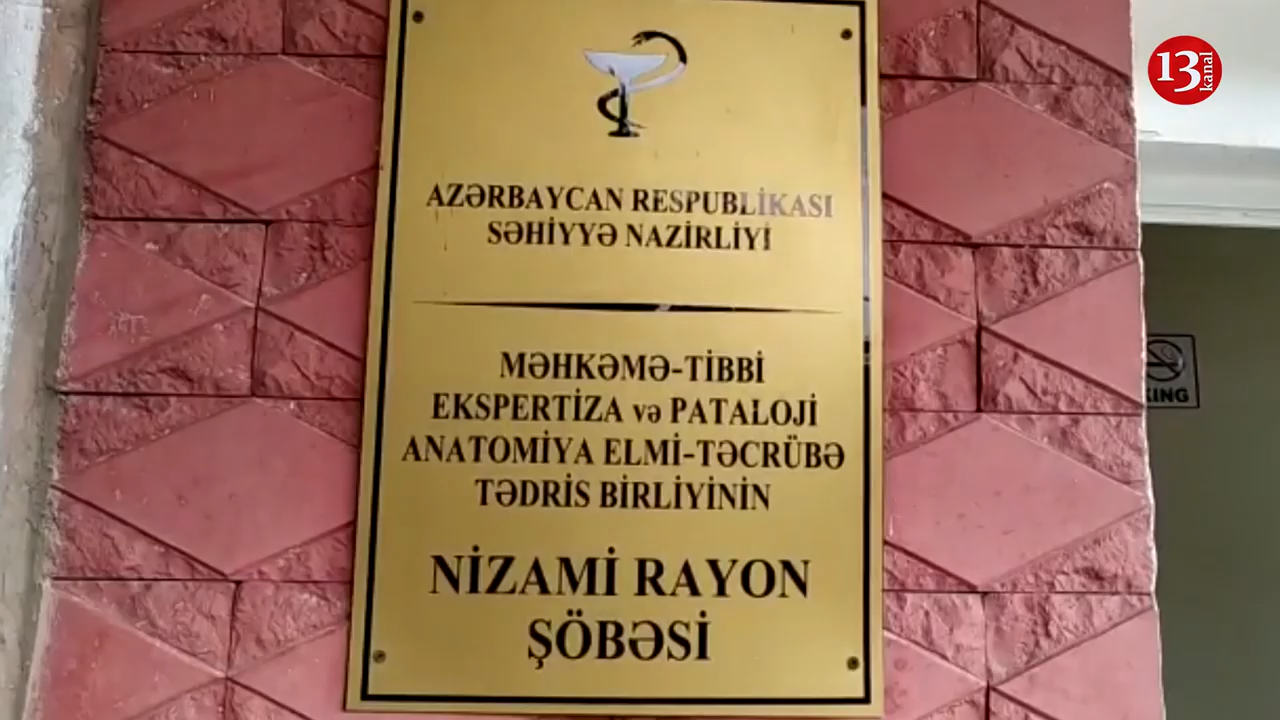 13
kanal
AZƏRBAYCAN RESPUBLİKASI
SƏHİYYƏ NAZİRLİYİ
MƏHKƏMƏ-TİBBİ
EKSPERTİZA və PATALOJİ
ANATOMİYA ELMİ-TƏCRÜBƏ
TƏDRİS BİRLİYİNİN
NİZAMİ RAYON
ŞÖBƏSİ